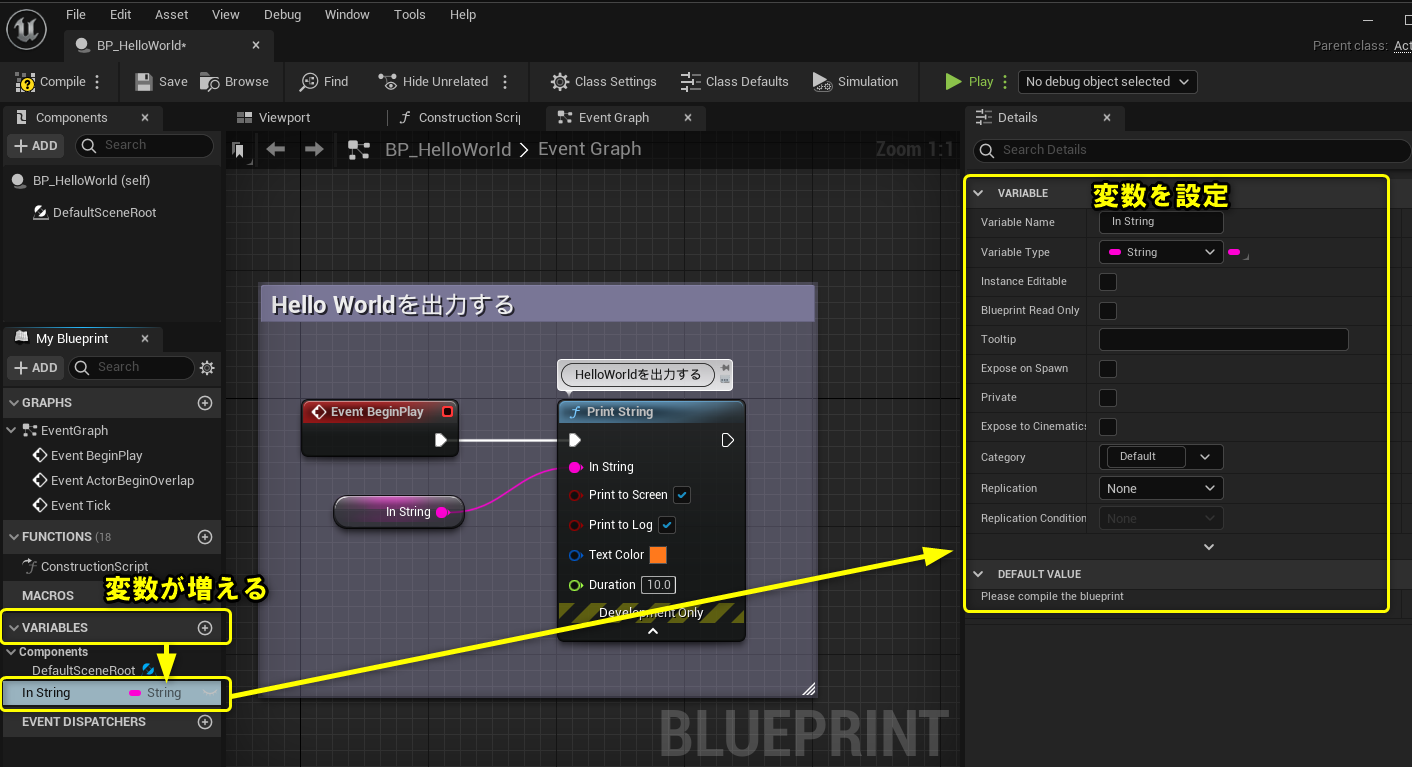 File Edit Asset View Debug Window Tools Help
BP_HelloWorld*
Parent class: Act
Compile Save Browse Find Hide Unrelated Class Settings Class Defaults Simulation Play No debug object selected
Components
ADD Search
BP_HelloWorld (self)
DefaultSceneRoot
My Blueprint
ADD Search
GRAPHS
EventGraph
Event BeginPlay
Event ActorBeginOverlap
Event Tick
FUNCTIONS (18
ConstructionScript
変数が増える
MACROS
VARIABLES
Components
DefaultSceneRoot
In String String
EVENT DISPATCHERS
Viewport Construction Scrip Event Graph
BP_HelloWorld > Event Graph Zoom 1:1
Hello Worldを出力する
HelloWorldを出力する
Event BeginPlay
Print String
In String
In String
Print to Screen
Print to Log
Text Color
Duration 10.0
Development Only
BLUEPRINT
Details
Search Details
VARIABLE
変数を設定
Variable Name In String
Variable Type String
Instance Editable
Blueprint Read Only
Tooltip
Expose on Spawn
Private
Expose to Cinematics
Category Default
Replication None
Replication Condition None
DEFAULT VALUE
Please compile the blueprint